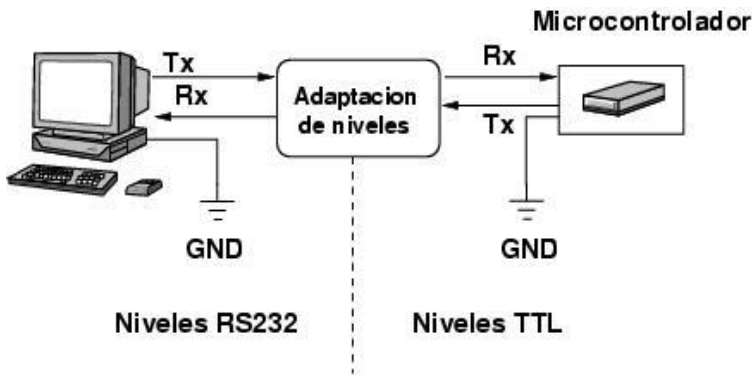 Microcontrolador
Tx
Rx
Rx
Adaptacion
de niveles
Tx
GND
GND
Niveles RS232
Niveles TTL